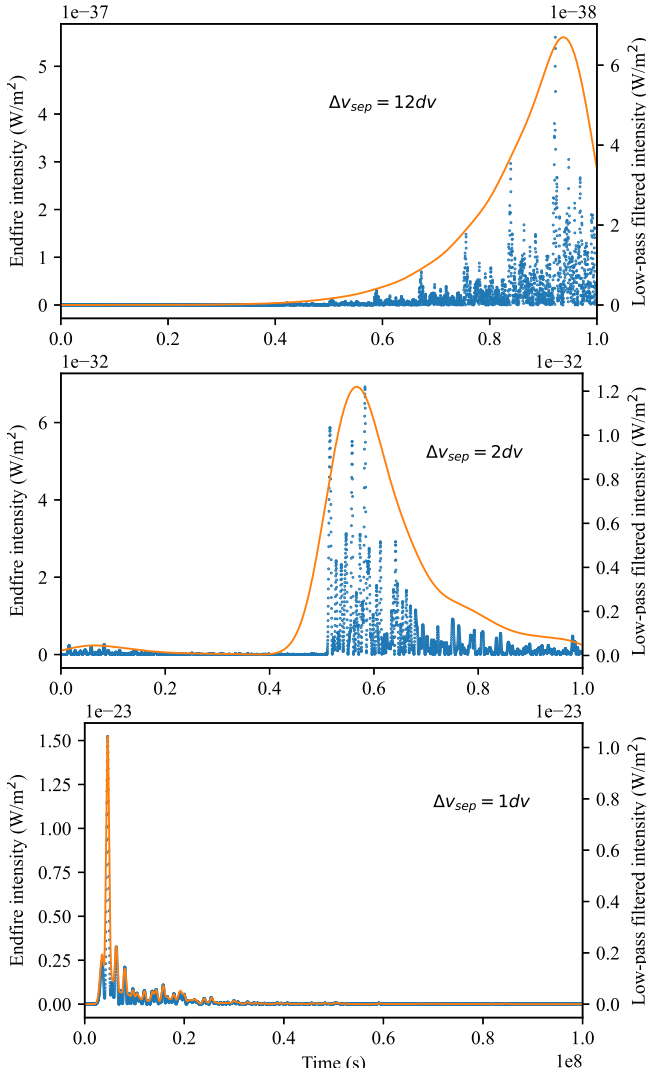 1e−37 1e−38
Endfire intensity (W/m²)
Low-pass filtered intensity (W/m²)
5
4
3
2
1
0
6
4
2
0
Δv_sep = 12dv
0.0 0.2 0.4 0.6 0.8 1.0
1e−32 1e−32
Endfire intensity (W/m²)
Low-pass filtered intensity (W/m²)
6
4
2
0
1.2
1.0
0.8
0.6
0.4
0.2
0.0
Δv_sep = 2dv
0.0 0.2 0.4 0.6 0.8 1.0
1e−23 1e−23
Endfire intensity (W/m²)
Low-pass filtered intensity (W/m²)
1.50
1.25
1.00
0.75
0.50
0.25
0.00
1.0
0.8
0.6
0.4
0.2
0.0
Δv_sep = 1dv
0.0 0.2 0.4 0.6 0.8 1.0
Time (s) 1e8